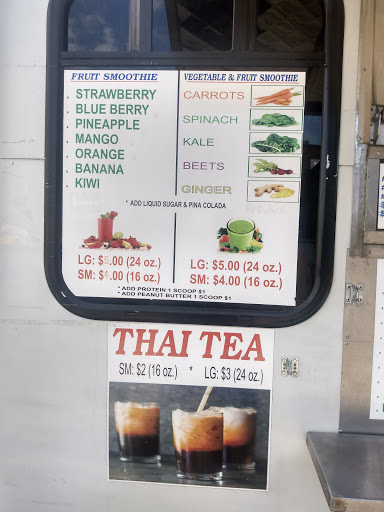 FRUIT SMOOTHIE
. STRAWBERRY
. BLUE BERRY
. PINEAPPLE
. MANGO
. ORANGE
. BANANA
. KIWI
VEGETABLE & FRUIT SMOOTHIE
CARROTS
SPINACH
KALE
BEETS
GINGER
* ADD LIQUID SUGAR & PINA COLADA
LG: $5.00 (24 oz.)
SM: $4.00 (16 oz.)
LG: $5.00 (24 oz.)
SM: $4.00 (16 oz.)
* ADD PROTEIN 1 SCOOP $1
* ADD PEANUT BUTTER 1 SCOOP $1
THAI TEA
SM: $2 (16 oz.) * LG: $3 (24 oz.)